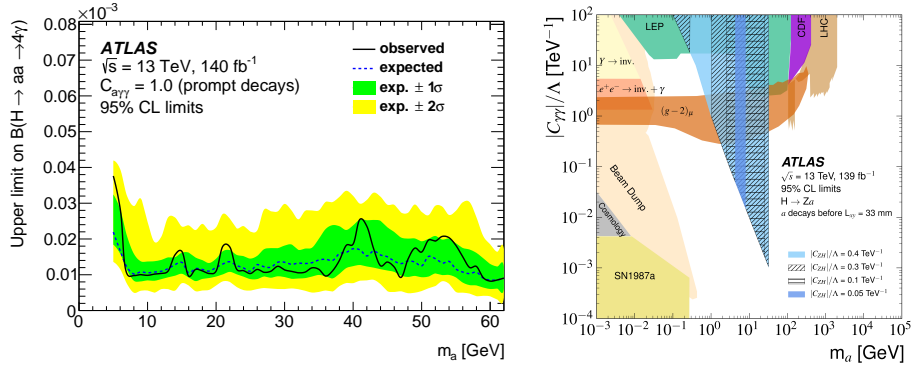 0.08×10⁻³
0.07
0.06
0.05
0.04
0.03
0.02
0.01
0
Upper limit on B(H → aa →4γ)
ATLAS
√s = 13 TeV, 140 fb⁻¹
C_aγγ = 1.0 (prompt decays)
95% CL limits
observed
expected
exp. ± 1σ
exp. ± 2σ
0 10 20 30 40 50 60
m_a [GeV]
|C_γγ|/Λ [TeV⁻¹]
10²
10
1
10⁻¹
10⁻²
10⁻³
10⁻⁴
LEP
CDF
LHC
γ → inv.
e⁺e⁻ → inv. + γ
(g − 2)_μ
Beam Dump
Cosmology
SN1987a
ATLAS
√s = 13 TeV, 139 fb⁻¹
95% CL limits
H → Za
a decays before L_xy = 33 mm
|C_ZH|/Λ = 0.4 TeV⁻¹
|C_ZH|/Λ = 0.3 TeV⁻¹
|C_ZH|/Λ = 0.1 TeV⁻¹
|C_ZH|/Λ = 0.05 TeV⁻¹
10⁻³ 10⁻² 10⁻¹ 10⁰ 10¹ 10² 10³ 10⁴ 10⁵
m_a [GeV]